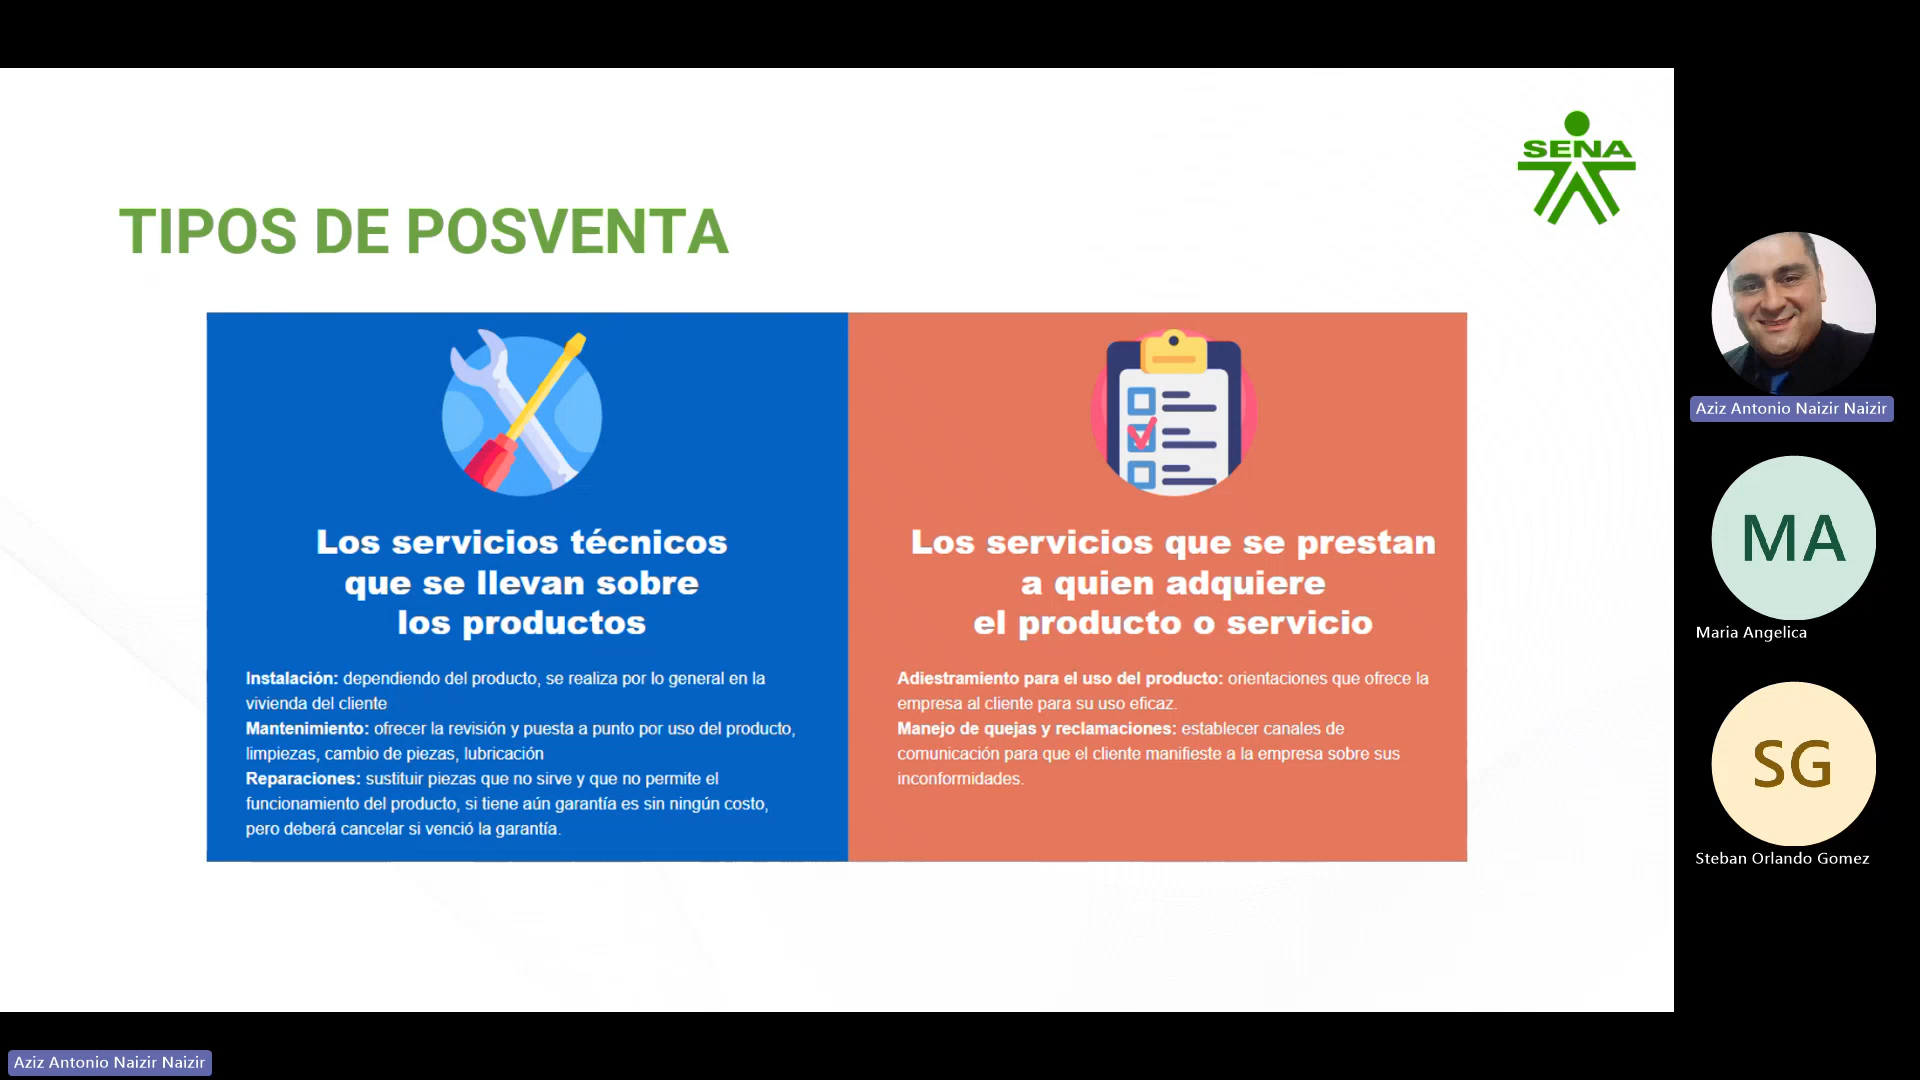 SENA
TIPOS DE POSVENTA
Los servicios técnicos
que se llevan sobre
los productos
Instalación: dependiendo del producto, se realiza por lo general en la
vivienda del cliente
Mantenimiento: ofrecer la revisión y puesta a punto por uso del producto,
limpiezas, cambio de piezas, lubricación
Reparaciones: sustituir piezas que no sirve y que no permite el
funcionamiento del producto, si tiene aún garantía es sin ningún costo,
pero deberá cancelar si venció la garantía.
Los servicios que se prestan
a quien adquiere
el producto o servicio
Adiestramiento para el uso del producto: orientaciones que ofrece la
empresa al cliente para su uso eficaz.
Manejo de quejas y reclamaciones: establecer canales de
comunicación para que el cliente manifieste a la empresa sobre sus
inconformidades.
Aziz Antonio Naizir Naizir
MA
Maria Angelica
SG
Steban Orlando Gomez
Aziz Antonio Naizir Naizir